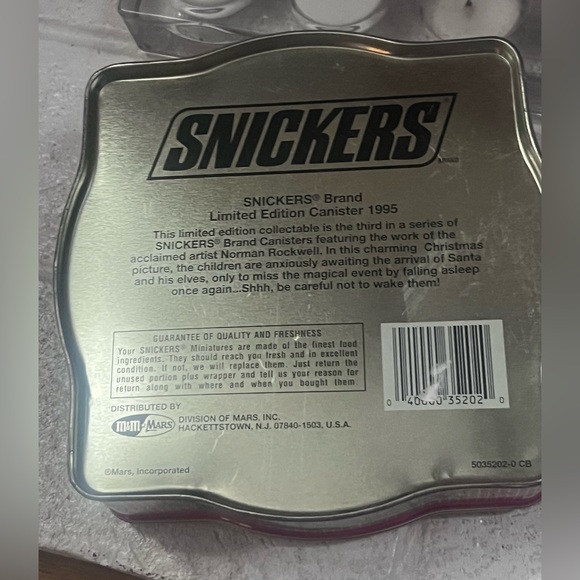 SNICKERS®
SNICKERS® Brand
Limited Edition Canister 1995
This limited edition collectable is the third in a series of
SNICKERS® Brand Canisters featuring the work of the
acclaimed artist Norman Rockwell. In this charming Christmas
picture, the children are anxiously awaiting the arrival of Santa
and his elves, only to miss the magical event by falling asleep
once again...Shhh, be careful not to wake them!
GUARANTEE OF QUALITY AND FRESHNESS
Your SNICKERS® Miniatures are made of the finest food
ingredients. They should reach you fresh and in excellent
condition. If not, we will replace them. Just return the
unused portion plus wrapper and tell us your reason for
return along with where and when you bought them.
DISTRIBUTED BY
m&m MARS
DIVISION OF MARS, INC.
HACKETTSTOWN, N.J. 07840-1503, U.S.A.
0 40000 35202 0
©Mars, Incorporated
5035202-0 CB